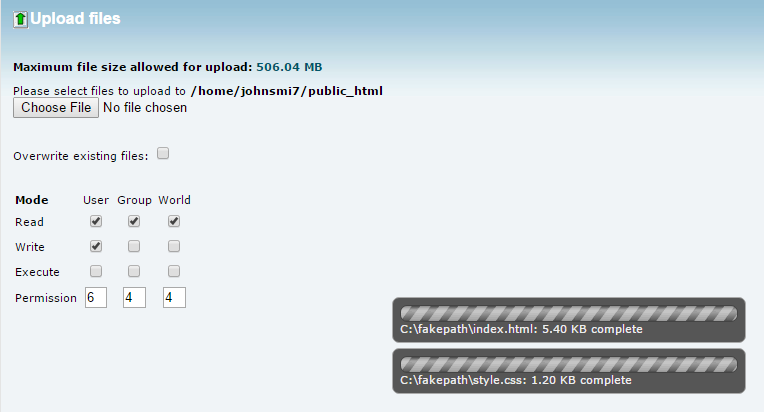 Upload files
Maximum file size allowed for upload: 506.04 MB
Please select files to upload to /home/johnsmi7/public_html
Choose File No file chosen
Overwrite existing files:
Mode User Group World
Read
Write
Execute
Permission 6 4 4
C:\fakepath\index.html: 5.40 KB complete
C:\fakepath\style.css: 1.20 KB complete